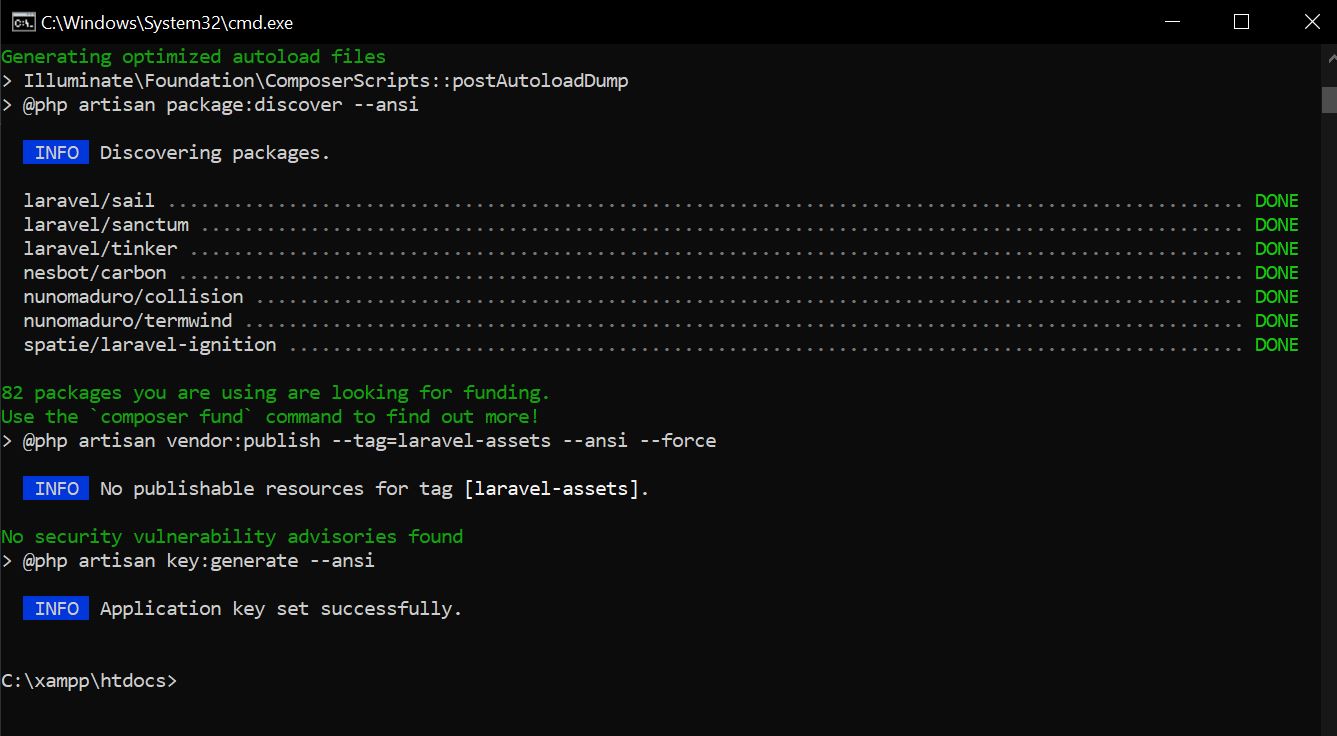 C:\Windows\System32\cmd.exe
Generating optimized autoload files
> Illuminate\Foundation\ComposerScripts::postAutoloadDump
> @php artisan package:discover --ansi
INFO Discovering packages.
laravel/sail .................................................................................................. DONE
laravel/sanctum ............................................................................................... DONE
laravel/tinker ................................................................................................ DONE
nesbot/carbon ................................................................................................. DONE
nunomaduro/collision .......................................................................................... DONE
nunomaduro/termwind ........................................................................................... DONE
spatie/laravel-ignition ....................................................................................... DONE
82 packages you are using are looking for funding.
Use the `composer fund` command to find out more!
> @php artisan vendor:publish --tag=laravel-assets --ansi --force
INFO No publishable resources for tag [laravel-assets].
No security vulnerability advisories found
> @php artisan key:generate --ansi
INFO Application key set successfully.
C:\xampp\htdocs>